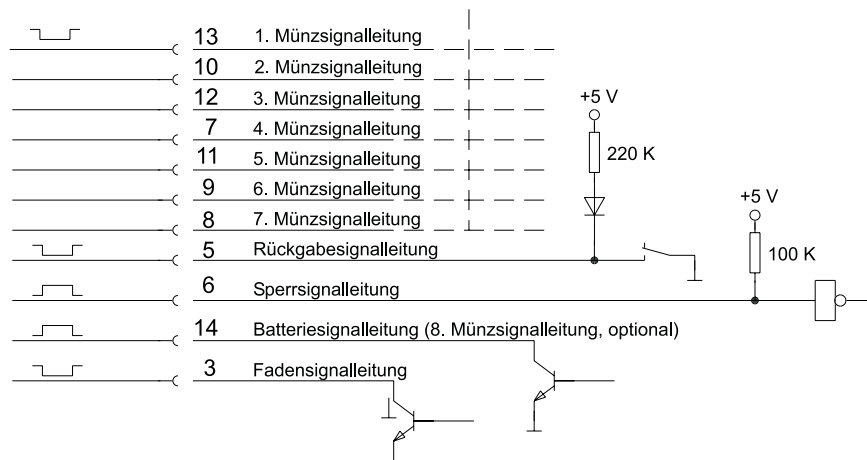 13 1. Münzsignalleitung
10 2. Münzsignalleitung
12 3. Münzsignalleitung
7 4. Münzsignalleitung
11 5. Münzsignalleitung
9 6. Münzsignalleitung
8 7. Münzsignalleitung
5 Rückgabesignalleitung
6 Sperrsignalleitung
14 Batteriesignalleitung (8. Münzsignalleitung, optional)
3 Fadensignalleitung
+5 V
220 K
+5 V
100 K